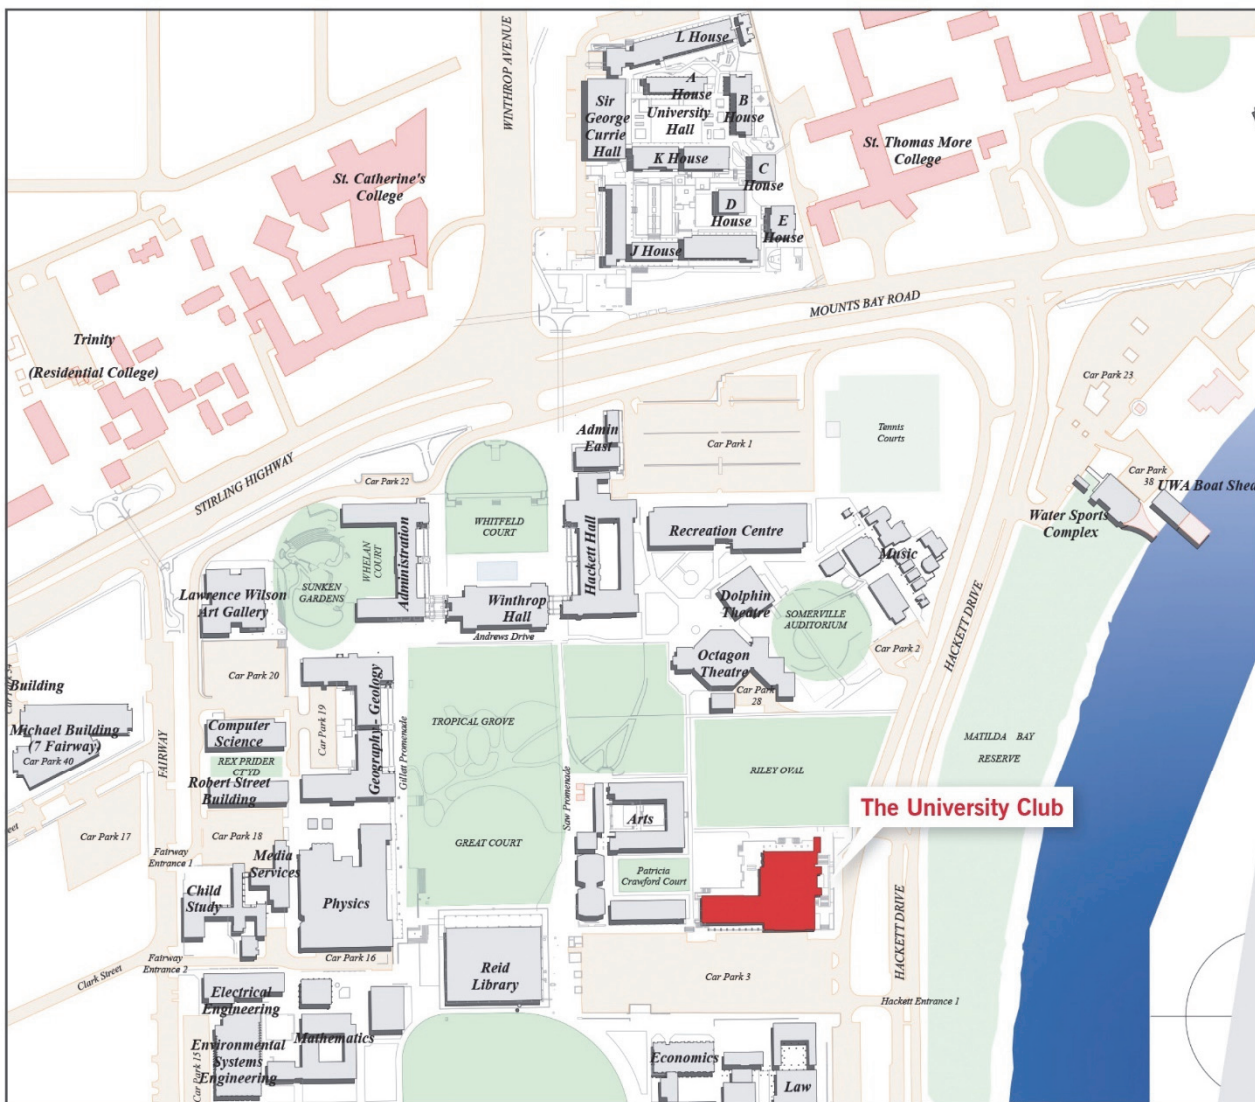 L House
WINTHROP AVENUE
A
House
Sir
George
Currie
Hall
University
Hall
B
House
K House
C
House
D
House
E
House
J House
St. Thomas More
College
St. Catherine's
College
MOUNTS BAY ROAD
Trinity
(Residential College)
Car Park 23
STIRLING HIGHWAY
Admin
East
Car Park 1
Tennis
Courts
Car Park 22
Car Park
38
UWA Boat Shed
Water Sports
Complex
WHITFELD
COURT
Hackett Hall
Recreation Centre
Music
WHELAN
COURT
Administration
SUNKEN
GARDENS
Lawrence Wilson
Art Gallery
Winthrop
Hall
Dolphin
Theatre
SOMERVILLE
AUDITORIUM
Andrews Drive
HACKETT DRIVE
Car Park 2
Octagon
Theatre
Car Park
28
Car Park 20
Building
Michael Building
(7 Fairway)
Car Park 40
Computer
Science
Car Park 19
Geography - Geology
Gillett Promenade
TROPICAL GROVE
MATILDA BAY
RESERVE
FAIRWAY
REX PRIDER
CT'YD
RILEY OVAL
Robert Street
Building
Saw Promenade
The University Club
Arts
Car Park 17
Car Park 18
Fairway
Entrance 1
Media
Services
GREAT COURT
Patricia
Crawford Court
Child
Study
Physics
HACKETT DRIVE
Fairway
Entrance 2
Car Park 16
Clark Street
Reid
Library
Car Park 3
Hackett Entrance 1
Electrical
Engineering
Mathematics
Environmental
Systems
Engineering
Car Park 15
Economics
Law